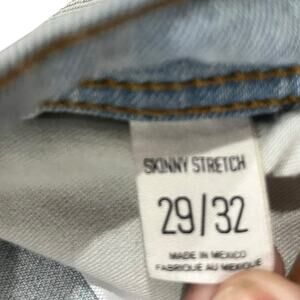 SKINNY STRETCH
29/32
MADE IN MEXICO
FABRIQUÉ AU MEXIQUE